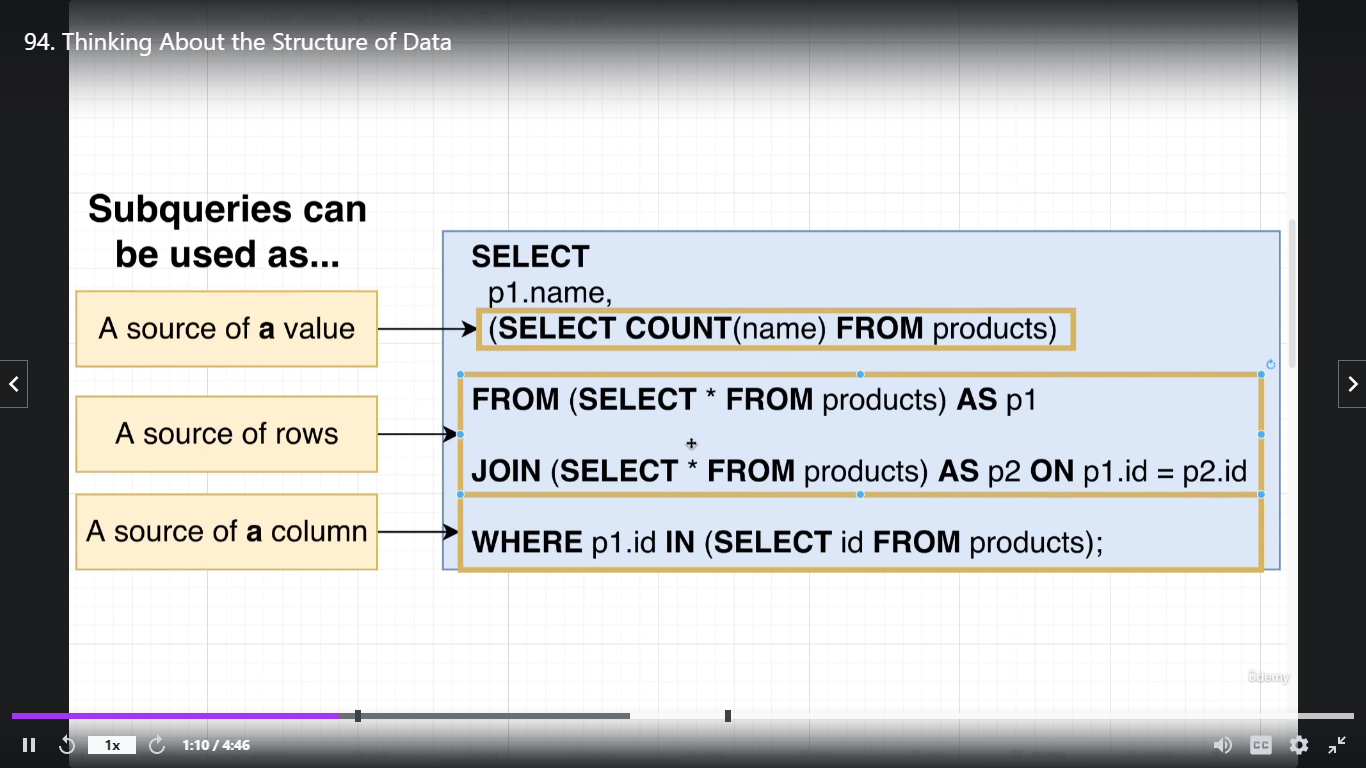 94. Thinking About the Structure of Data
Subqueries can
be used as...
A source of a value
A source of rows
A source of a column
SELECT
p1.name,
(SELECT COUNT(name) FROM products)
FROM (SELECT * FROM products) AS p1
JOIN (SELECT * FROM products) AS p2 ON p1.id = p2.id
WHERE p1.id IN (SELECT id FROM products);
ûdemy
1x
1:10 / 4:46
CC